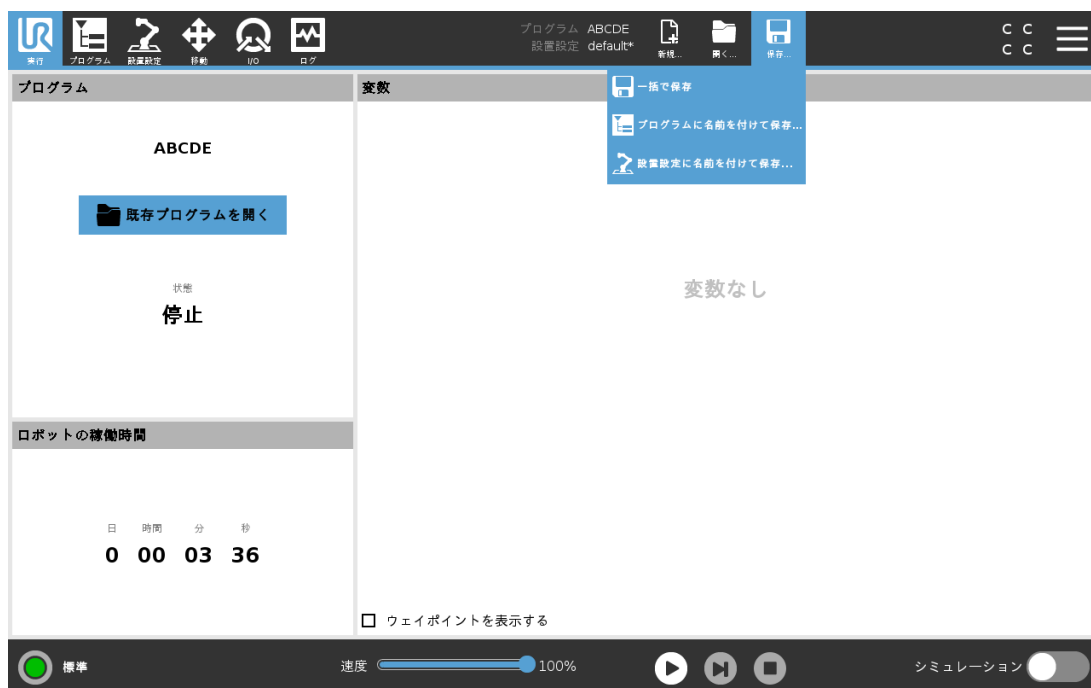 実行 プログラム 設置設定 移動 I/O ログ
プログラム ABCDE
設置設定 default*
新規... 開く... 保存...
C C
C C
プログラム
変数
一括で保存
プログラムに名前を付けて保存...
設置設定に名前を付けて保存...
ABCDE
既存プログラムを開く
状態
停止
変数なし
ロボットの稼働時間
日 時間 分 秒
0 00 03 36
ウェイポイントを表示する
標準
速度 100%
シミュレーション